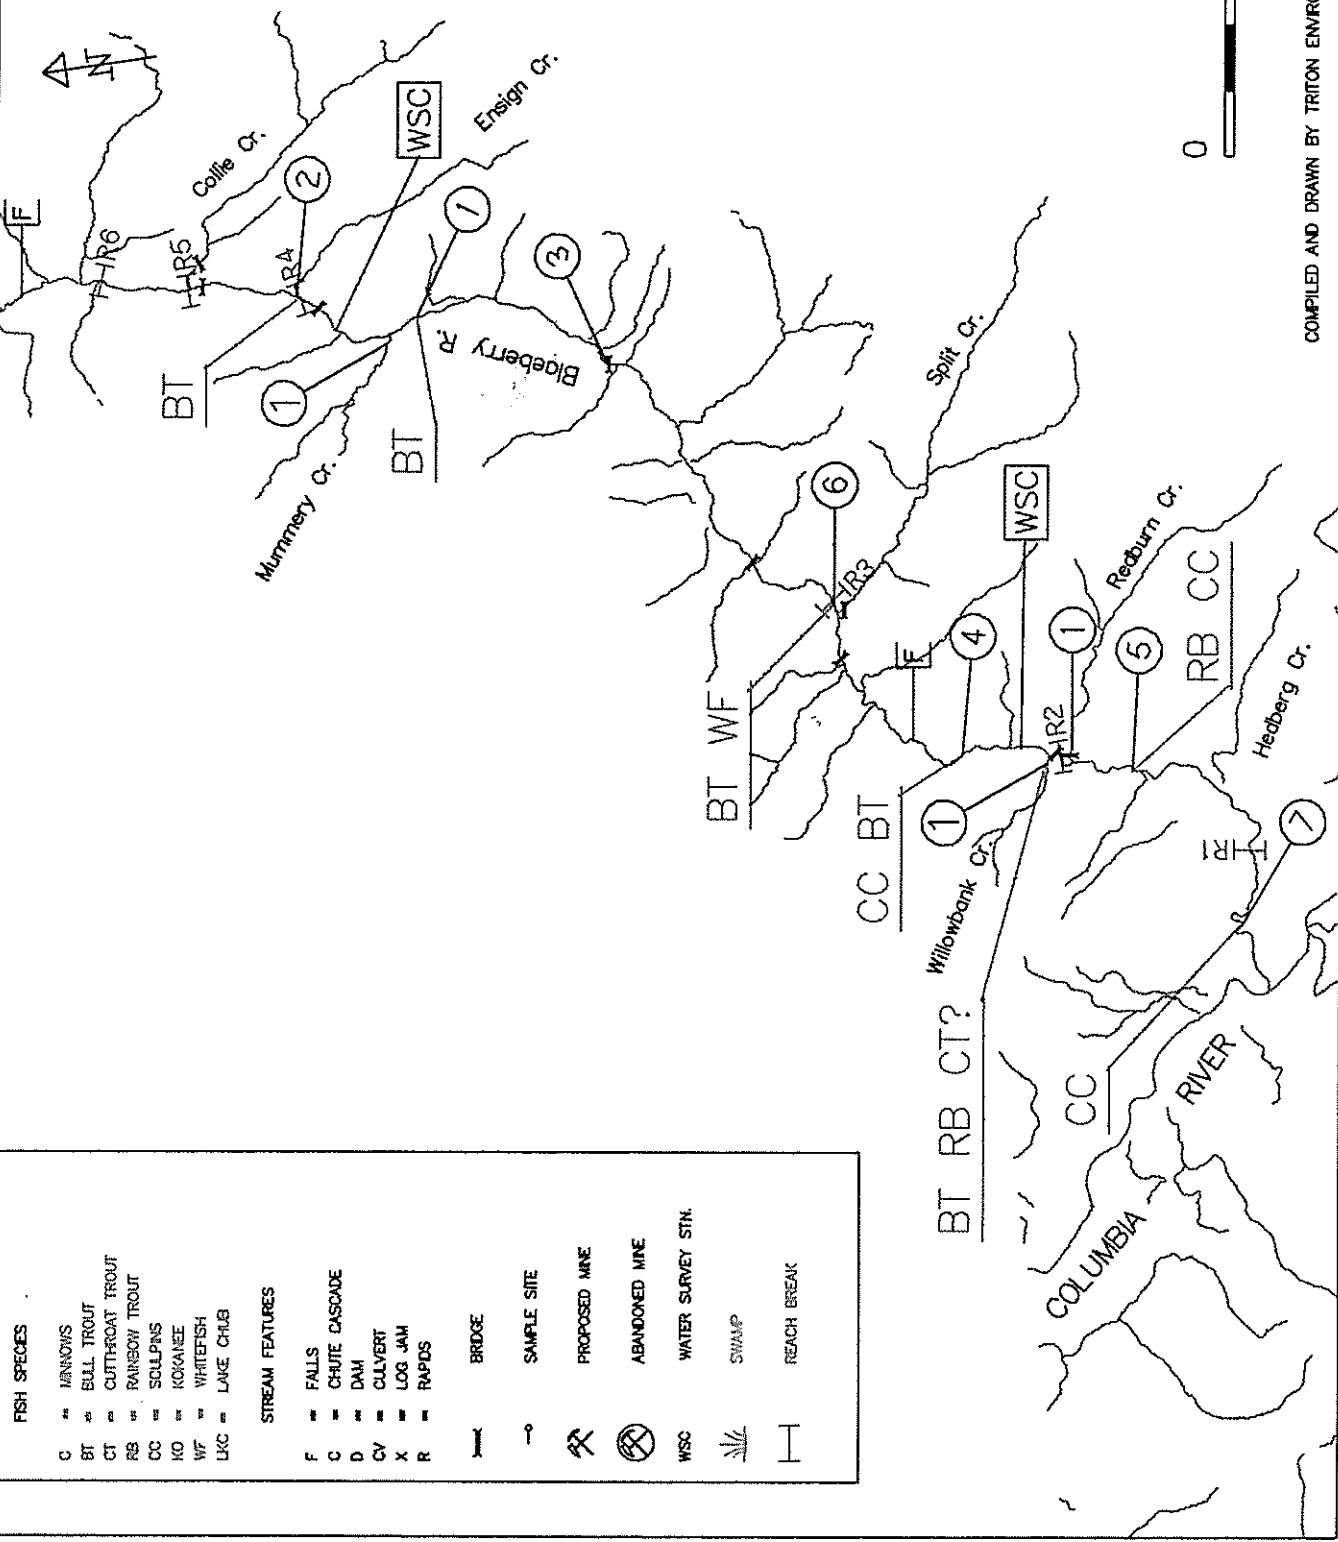 FISH SPECIES
C = MINNOWS
BT = BULL TROUT
CT = CUTTHROAT TROUT
RB = RAINBOW TROUT
CC = SCULPINS
KO = KOKANEE
WF = WHITEFISH
LKC = LAKE CHUB
STREAM FEATURES
F = FALLS
C = CHUTE CASCADE
D = DAM
CV = CULVERT
X = LOG JAM
R = RAPIDS
BRIDGE
SAMPLE SITE
PROPOSED MINE
ABANDONED MINE
WSC WATER SURVEY STN.
SWAMP
REACH BREAK
COLUMBIA
RIVER
CC
7
R1
Hedberg Cr.
RB CC
5
Redburn Cr.
1
R2
BT RB CT?
Willowbank Cr.
1
WSC
4
CC BT
F
BT WF
R3
6
Split Cr.
3
Blaeberry R.
BT
1
Mummery Cr.
1
WSC
Ensign Cr.
BT
R4
2
R5
Collie Cr.
R6
F
N
0
COMPILED AND DRAWN BY TRITON